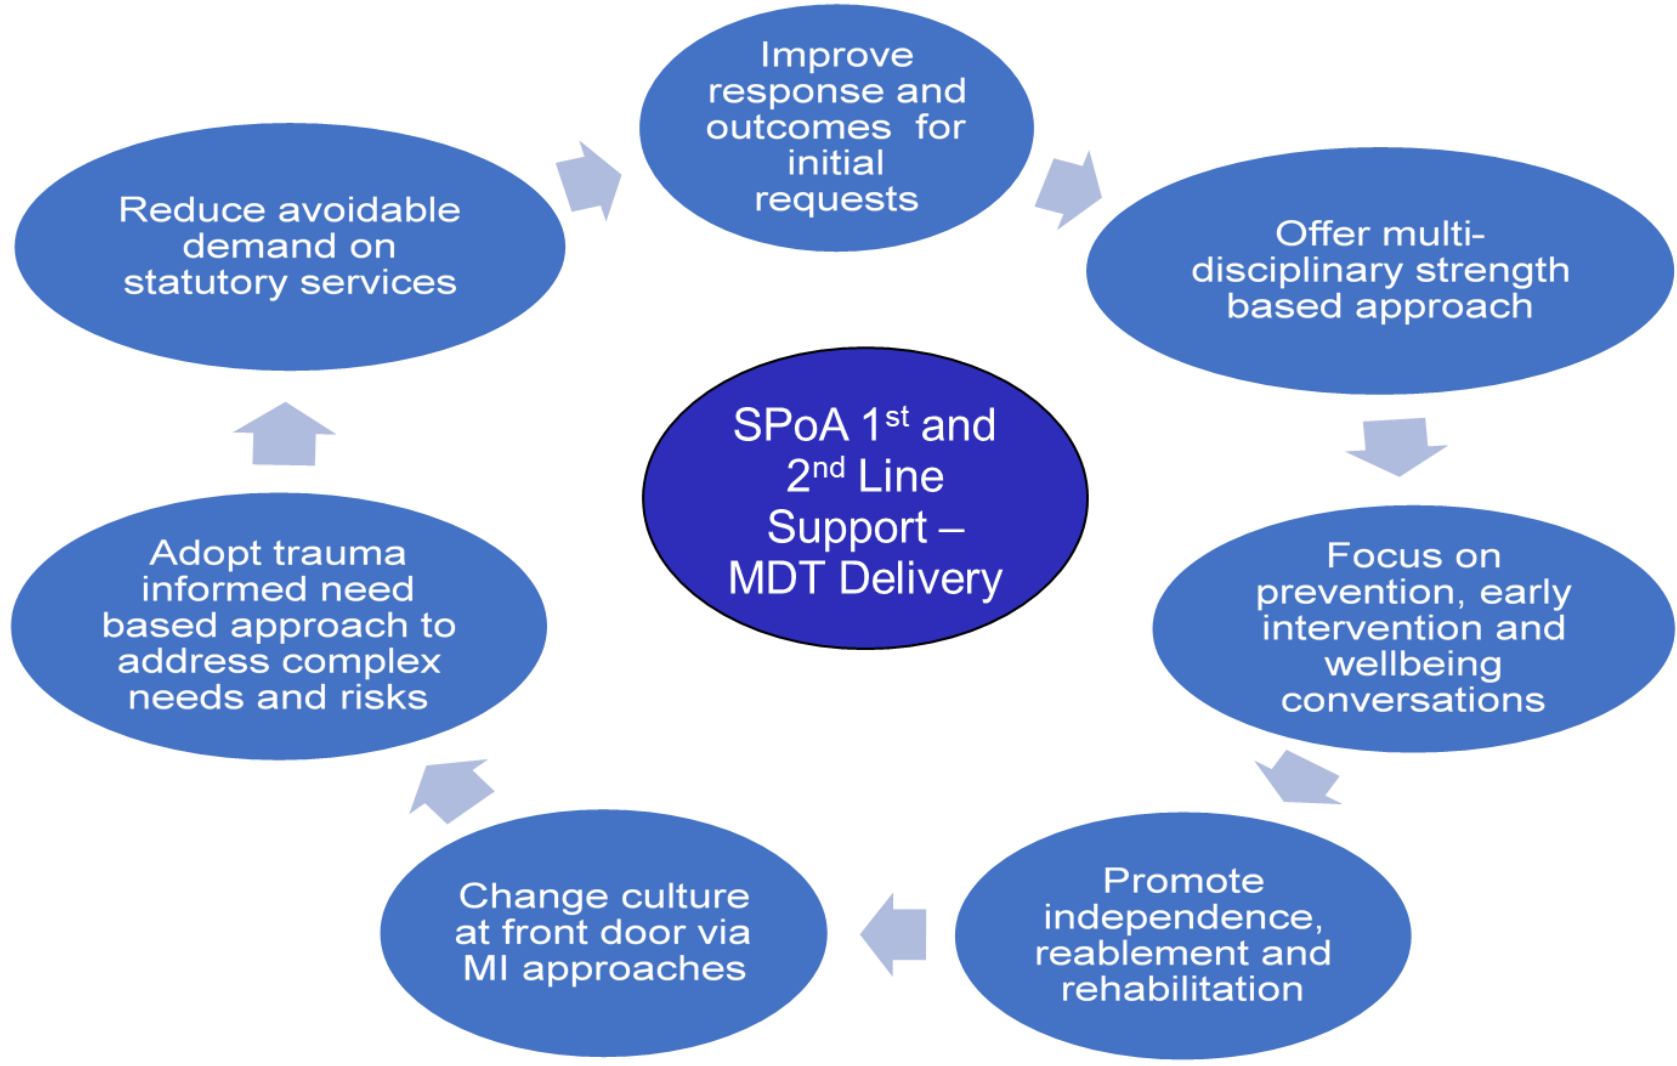 Improve
response and
outcomes  for
initial
requests
Offer multi-
disciplinary strength
based approach
Focus on
prevention, early
intervention and
wellbeing
conversations
Promote
independence,
reablement and
rehabilitation
Change culture
at front door via
MI approaches
Adopt trauma
informed need
based approach to
address complex
needs and risks
Reduce avoidable
demand on
statutory services
SPoA 1st and
2nd Line
Support –
MDT Delivery